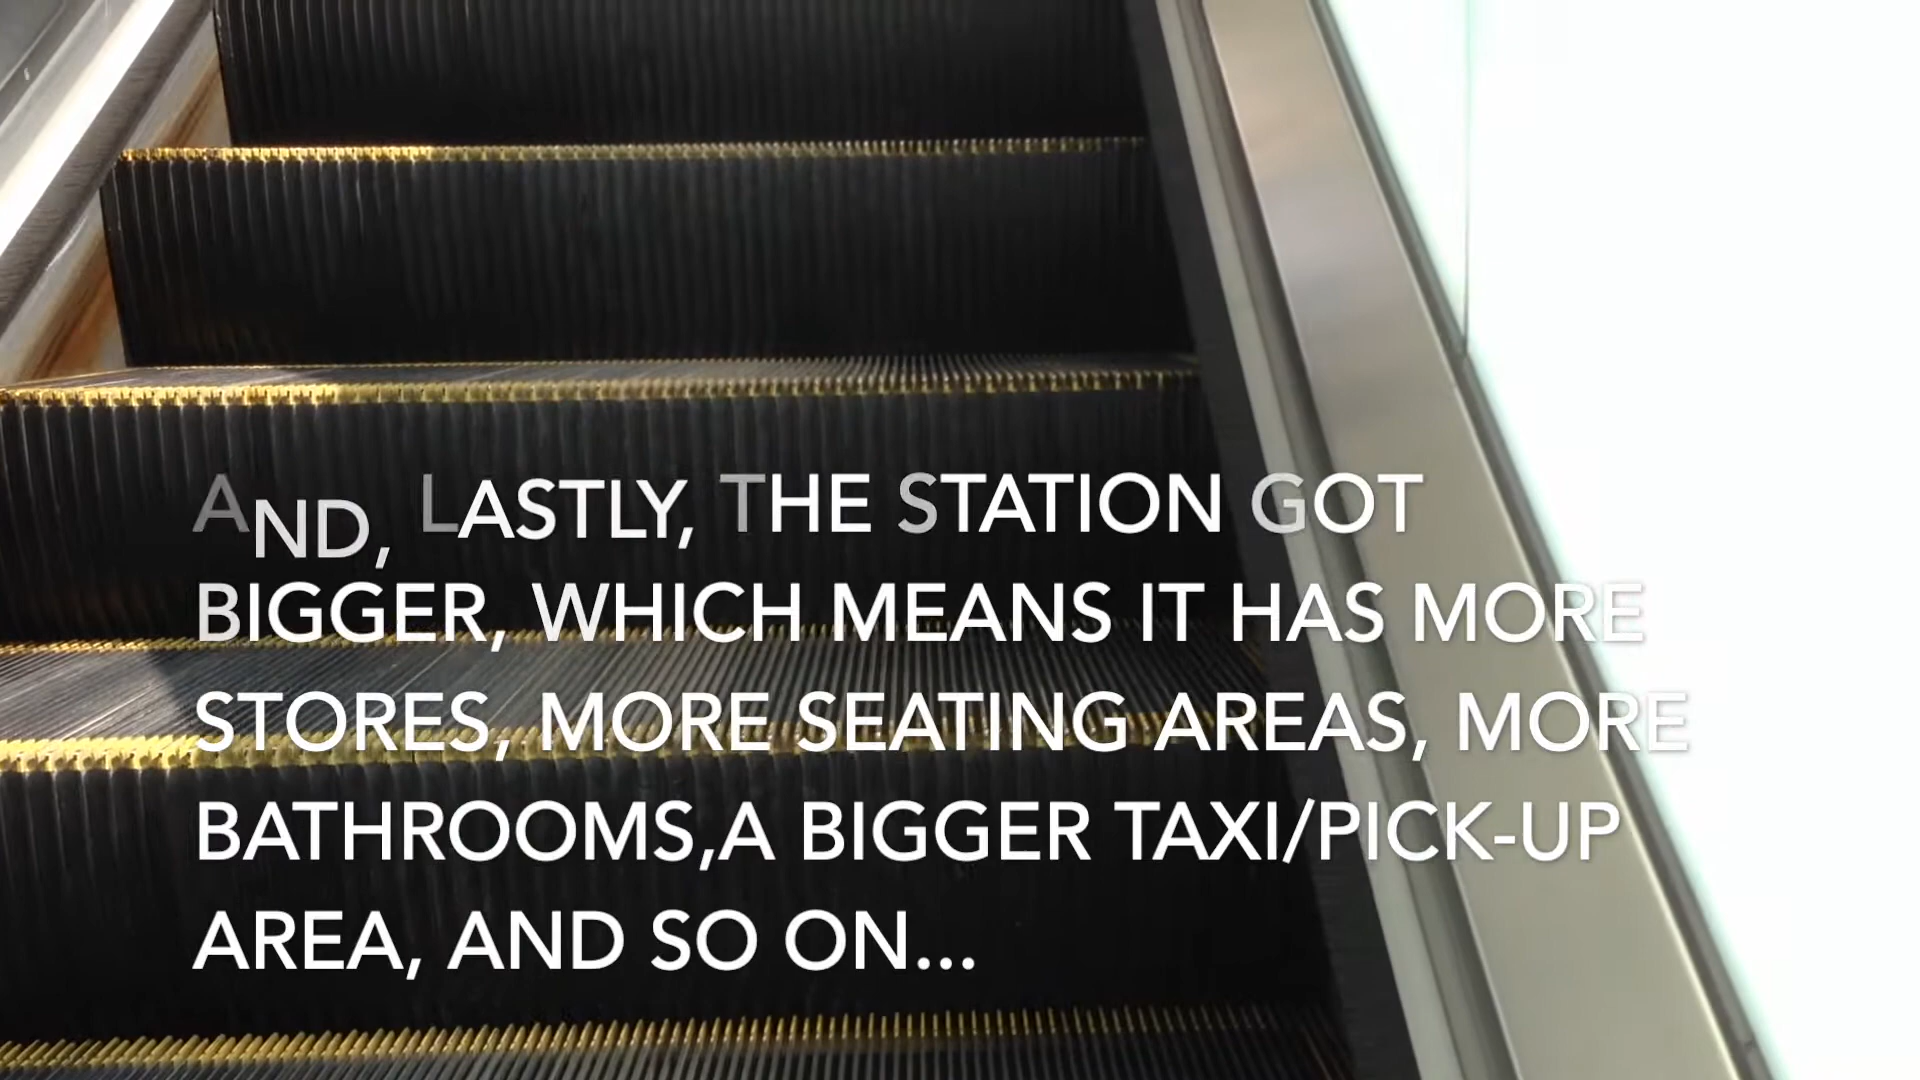 AND, LASTLY, THE STATION GOT
BIGGER, WHICH MEANS IT HAS MORE
STORES, MORE SEATING AREAS, MORE
BATHROOMS,A BIGGER TAXI/PICK-UP
AREA, AND SO ON...